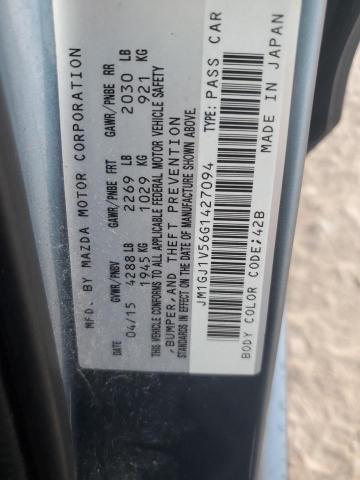 MFD. BY MAZDA MOTOR CORPORATION
DATE GVWR/PNBV GAWR/PNBE FRT GAWR/PNBE RR
04/15 4288 LB 2269 LB 2030 LB
1945 KG 1029 KG 921 KG
THIS VEHICLE CONFORMS TO ALL APPLICABLE FEDERAL MOTOR VEHICLE SAFETY
, BUMPER, AND THEFT PREVENTION
STANDARDS IN EFFECT ON THE DATE OF MANUFACTURE SHOWN ABOVE.
JM1GJ1V56G1427094 TYPE: PASS CAR
BODY COLOR CODE;42B MADE IN JAPAN